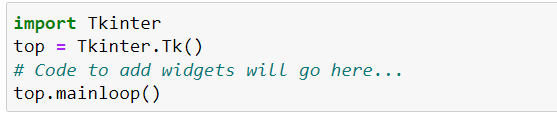 import Tkinter
top = Tkinter.Tk()
# Code to add widgets will go here...
top.mainloop()